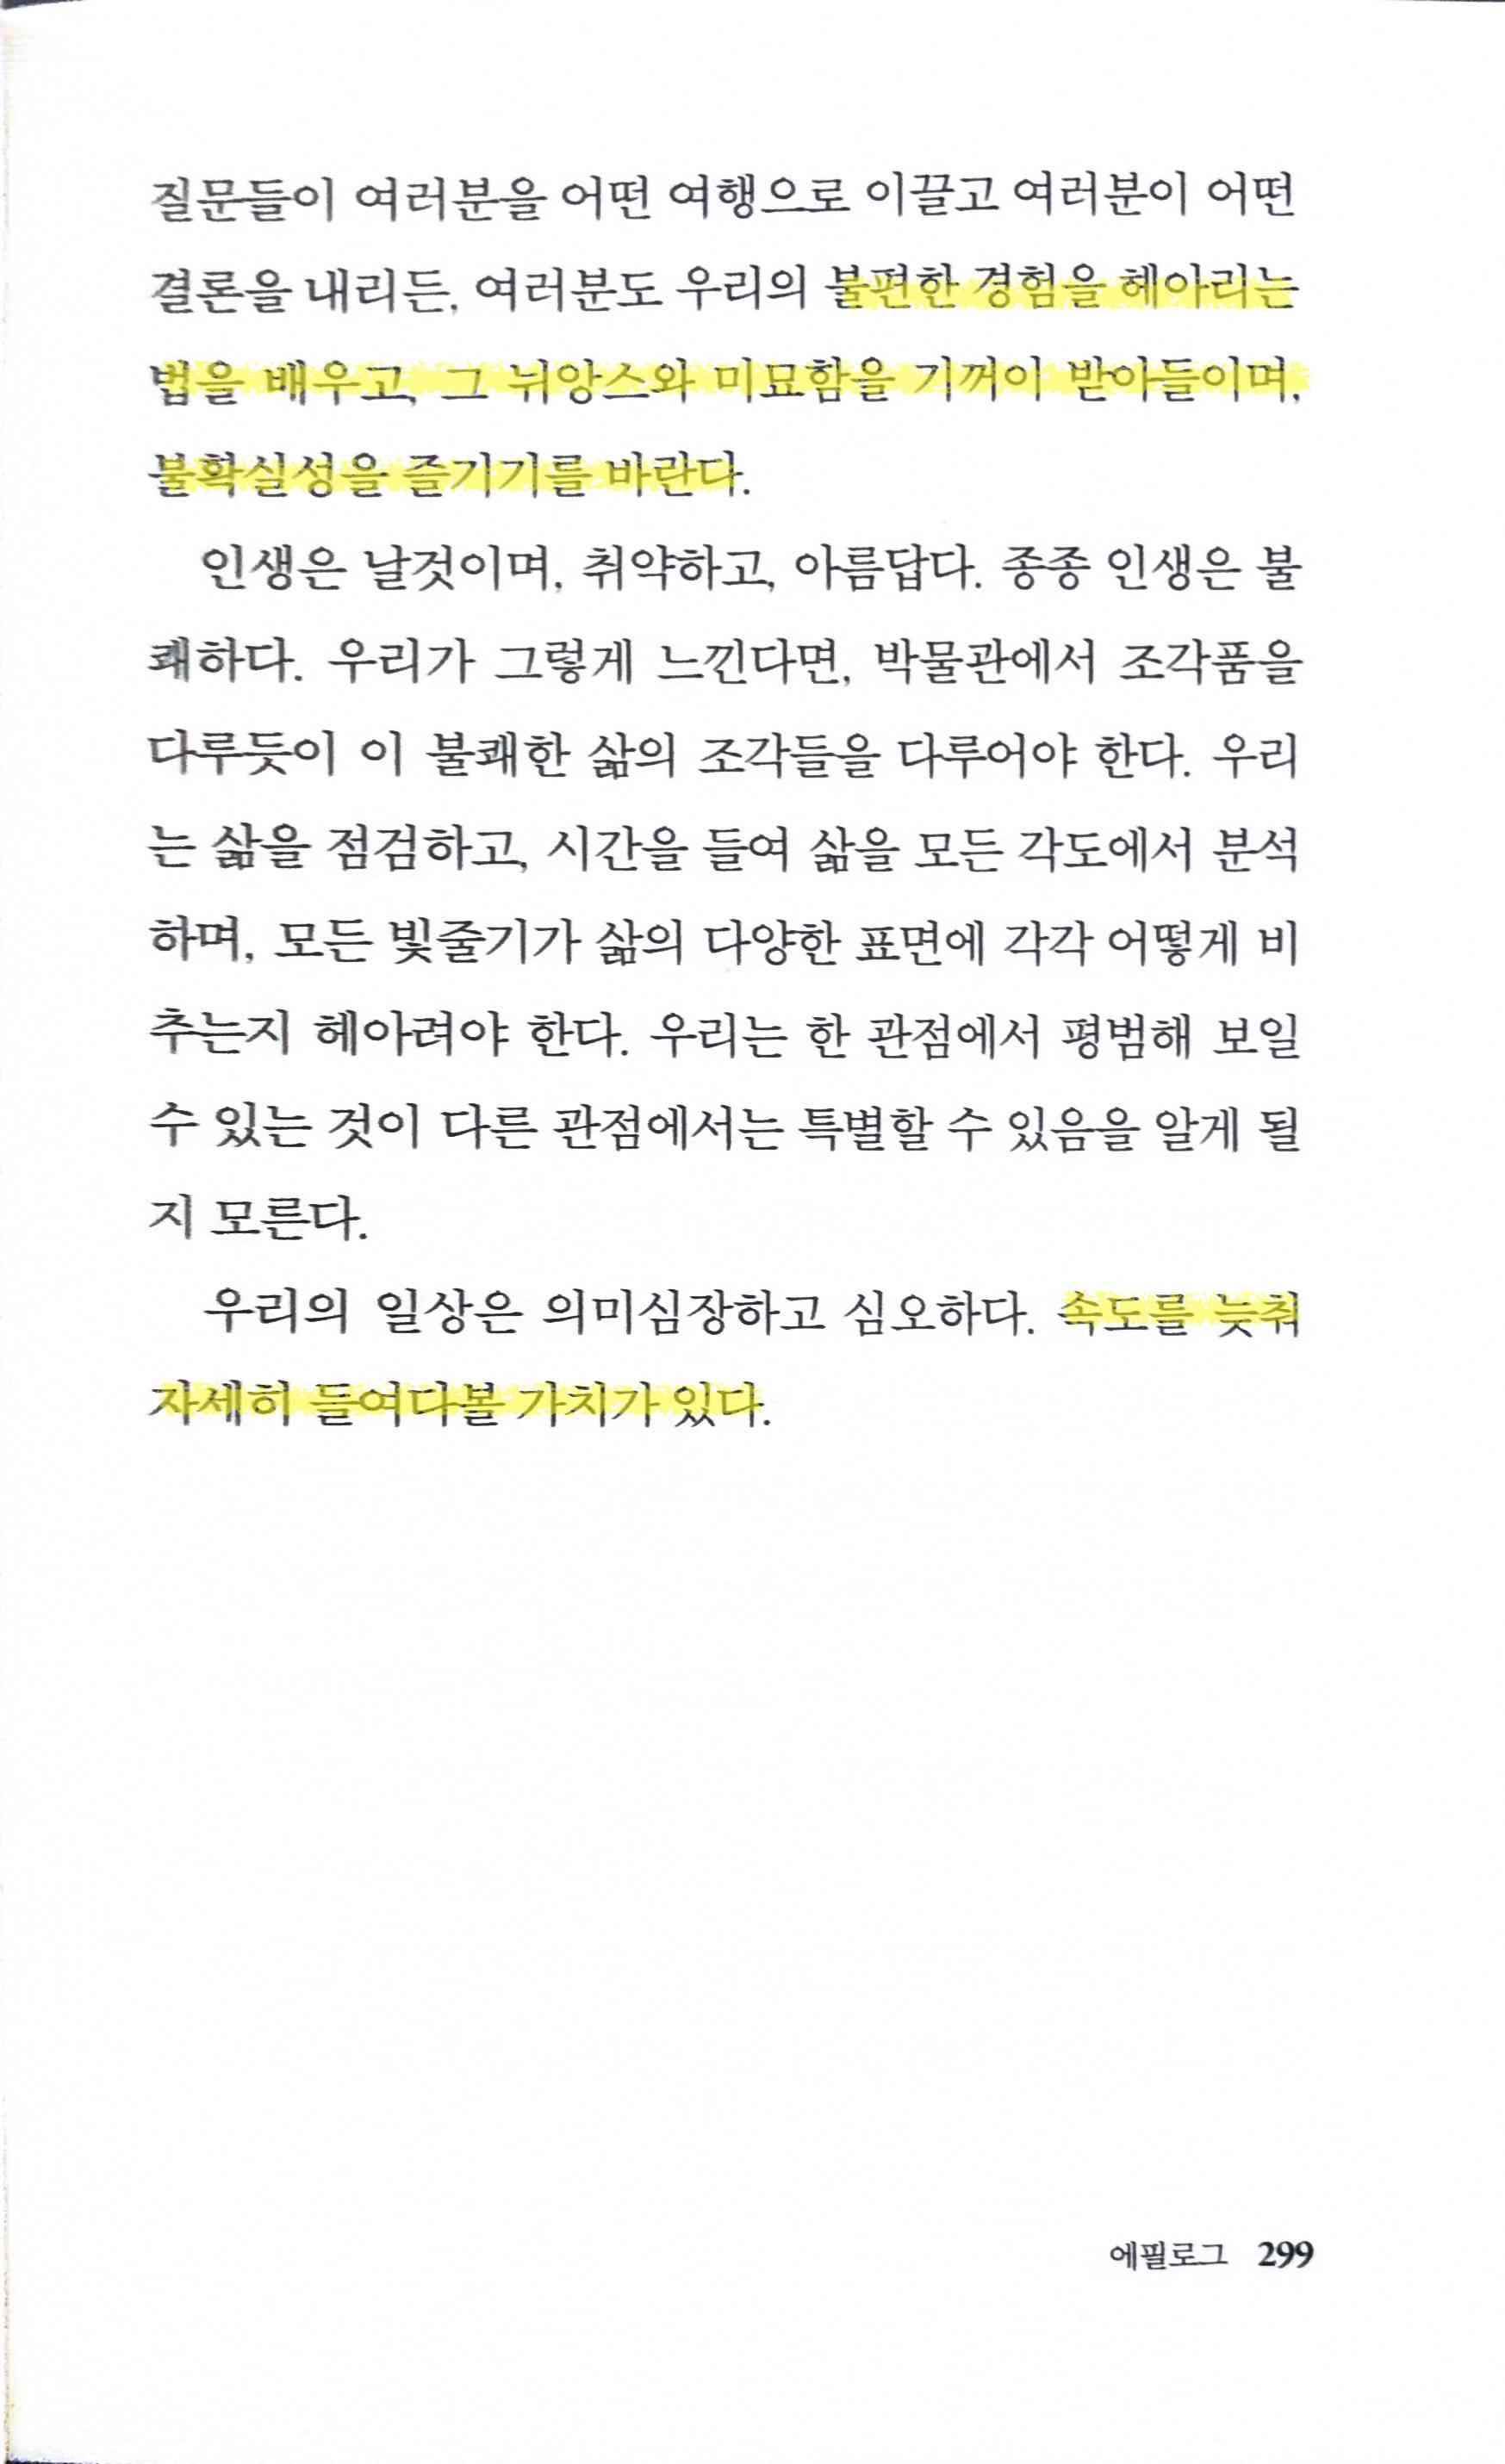 질문들이 여러분을 어떤 여행으로 이끌고 여러분이 어떤
결론을 내리든, 여러분도 우리의 불편한 경험을 헤아리는
법을 배우고, 그 뉘앙스와 미묘함을 기꺼이 받아들이며,
불확실성을 즐기기를 바란다.
인생은 날것이며, 취약하고, 아름답다. 종종 인생은 불
쾌하다. 우리가 그렇게 느낀다면, 박물관에서 조각품을
다루듯이 이 불쾌한 삶의 조각들을 다루어야 한다. 우리
는 삶을 점검하고, 시간을 들여 삶을 모든 각도에서 분석
하며, 모든 빛줄기가 삶의 다양한 표면에 각각 어떻게 비
추는지 헤아려야 한다. 우리는 한 관점에서 평범해 보일
수 있는 것이 다른 관점에서는 특별할 수 있음을 알게 될
지 모른다.
우리의 일상은 의미심장하고 심오하다. 속도를 늦춰
자세히 들여다볼 가치가 있다.
에필로그 299